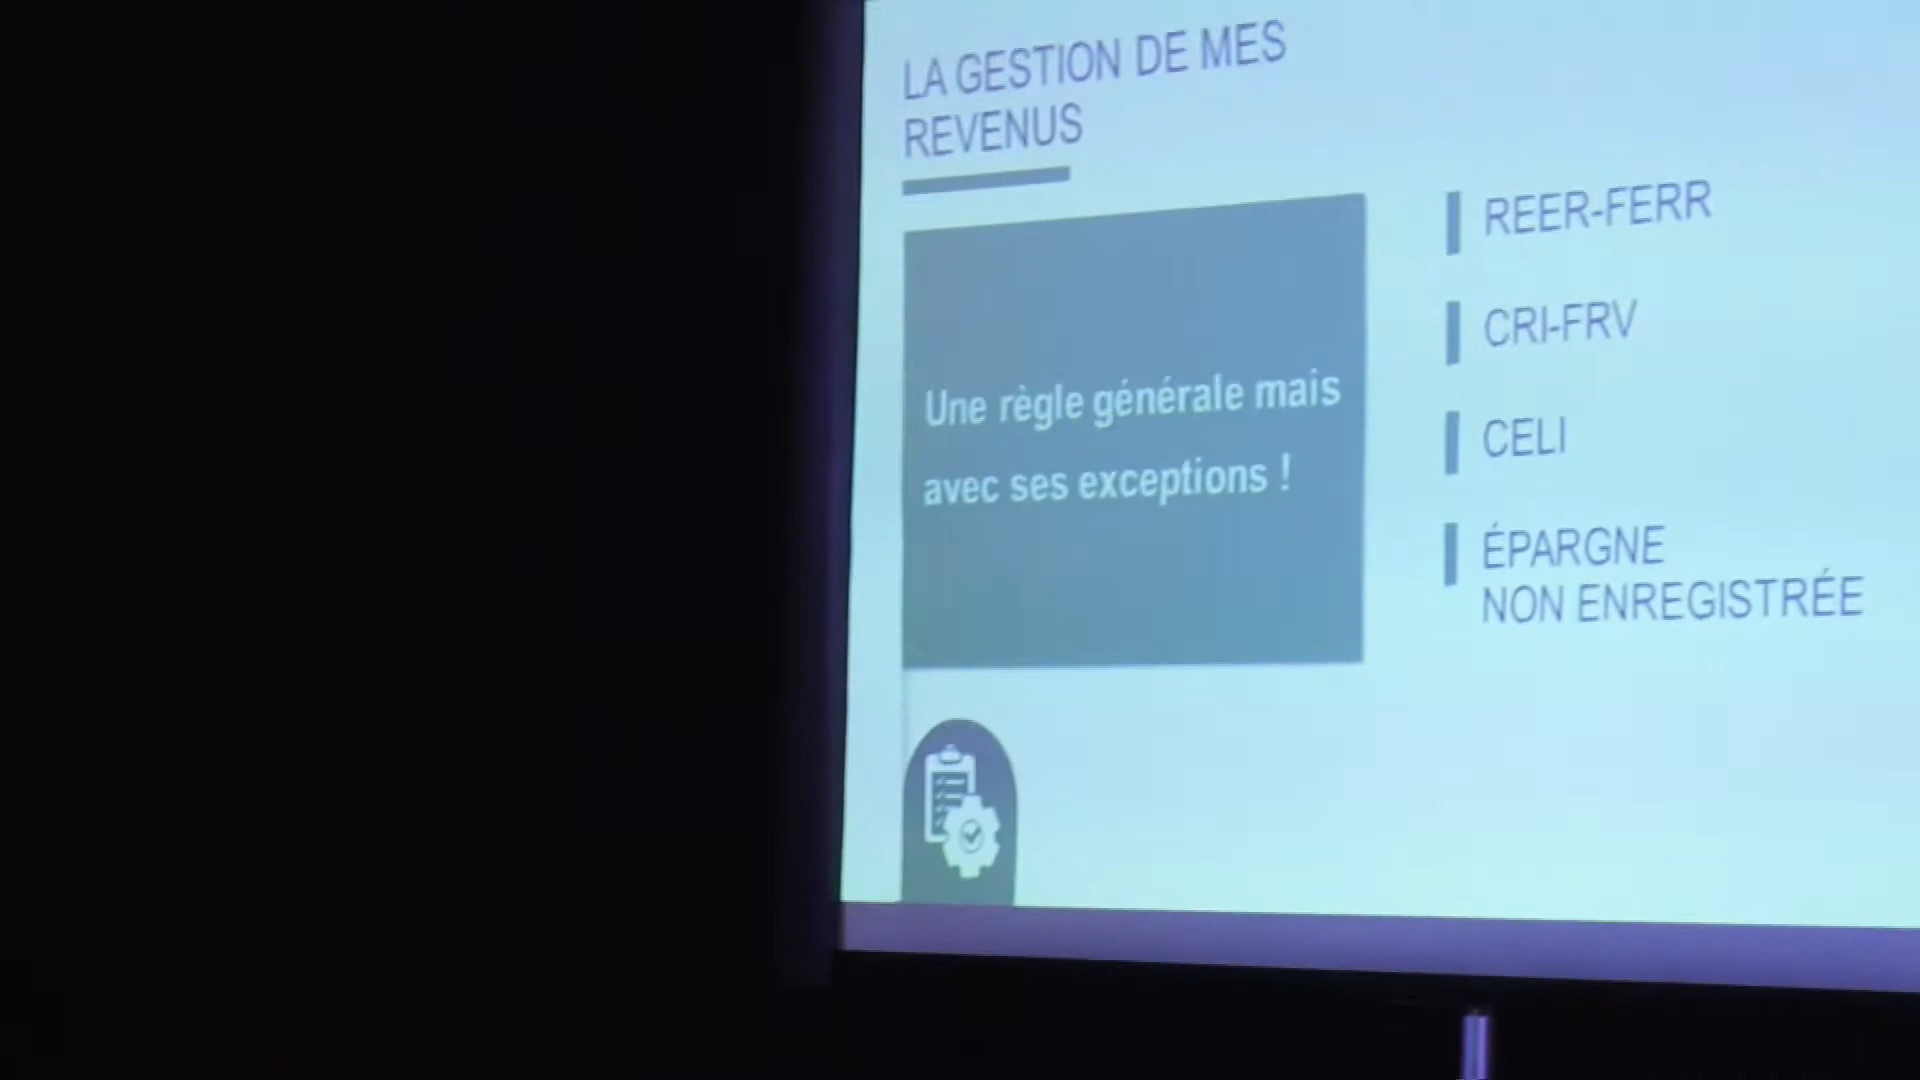 LA GESTION DE MES
REVENUS
Une règle générale mais
avec ses exceptions !
REER-FERR
CRI-FRV
CELI
ÉPARGNE
NON ENREGISTRÉE